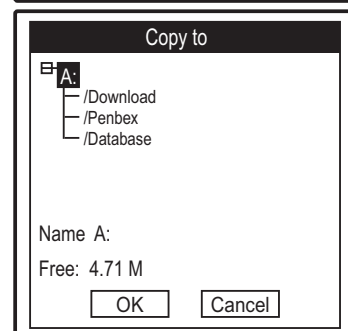 Copy to
A:
/Download
/Penbex
/Database
Name A:
Free: 4.71 M
OK Cancel